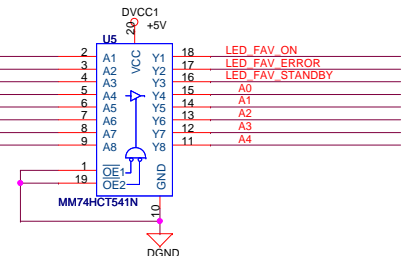 DVCC1
+5V
20
U5
VCC
2 A1 Y1 18 LED_FAV_ON
3 A2 Y2 17 LED_FAV_ERROR
4 A3 Y3 16 LED_FAV_STANDBY
5 A4 Y4 15 A0
6 A5 Y5 14 A1
7 A6 Y6 13 A2
8 A7 Y7 12 A3
9 A8 Y8 11 A4
1 OE1
19 OE2
GND
MM74HCT541N
10
DGND